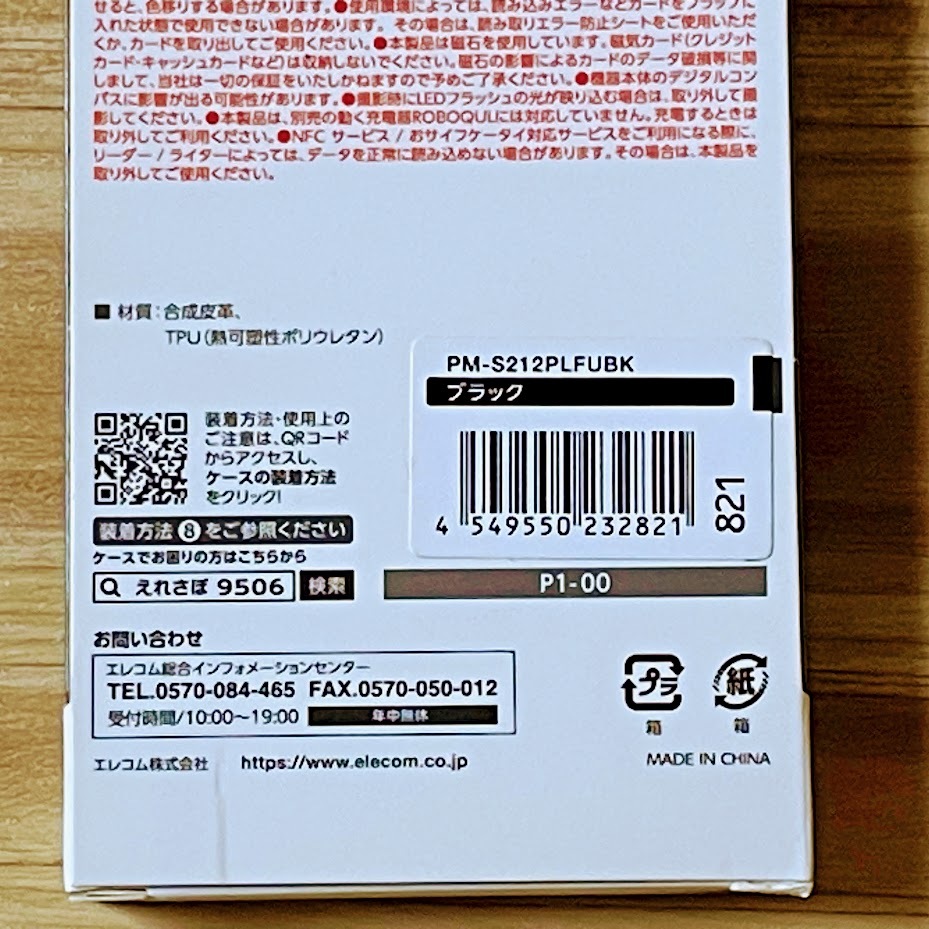 せると、色移りする場合があります。●使用環境によっては、読み込みエラーなどカードをフラップに
入れた状態で使用できない場合があります。その場合は、読み取りエラー防止シートをご使用いただ
くか、カードを取り出してご使用ください。●本製品は磁石を使用しています。磁気カード(クレジット
カード・キャッシュカードなど)は収納しないでください。磁石の影響によるカードのデータ破損等に関
しまして、当社は一切の保証をいたしかねますので予めご了承ください。●機器本体のデジタルコン
パスに影響が出る可能性があります。●撮影時にLEDフラッシュの光が映り込む場合は、取り外して撮
影してください。●本製品は、別売の動く充電器ROBOQULIには対応していません。充電するときは
取り外してご利用ください。●NFC サービス / おサイフケータイ対応サービスをご利用になる際に、
リーダー / ライターによっては、データを正常に読み込めない場合があります。その場合は、本製品を
取り外してご使用ください。
■ 材質:合成皮革、
TPU(熱可塑性ポリウレタン)
PM-S212PLFUBK
ブラック
4 549550 232821
821
装着方法・使用上の
ご注意は、QRコード
からアクセスし、
ケースの装着方法
をクリック!
装着方法 8 をご参照ください
ケースでお困りの方はこちらから
えれさぽ 9506 検索
P1-00
お問い合わせ
エレコム総合インフォメーションセンター
TEL.0570-084-465 FAX.0570-050-012
受付時間/10:00〜19:00 年中無休
エレコム株式会社 https://www.elecom.co.jp
プラ
箱
紙
箱
MADE IN CHINA